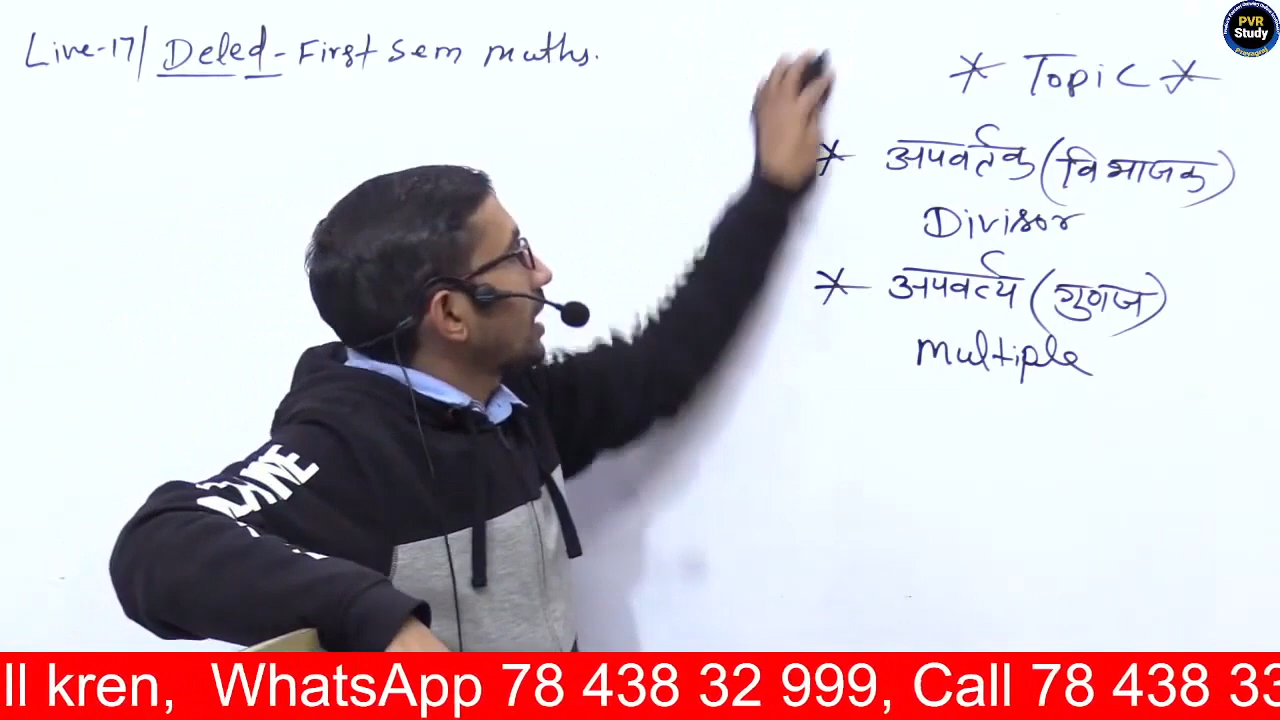 Live-17/ Deled - First Sem maths.
PVR
Study
Prayagraj
* Topic *
* अपवर्तक (विभाजक)
Divisor
* अपवर्त्य (गुणज)
multiple
ll kren, WhatsApp 78 438 32 999, Call 78 438 33